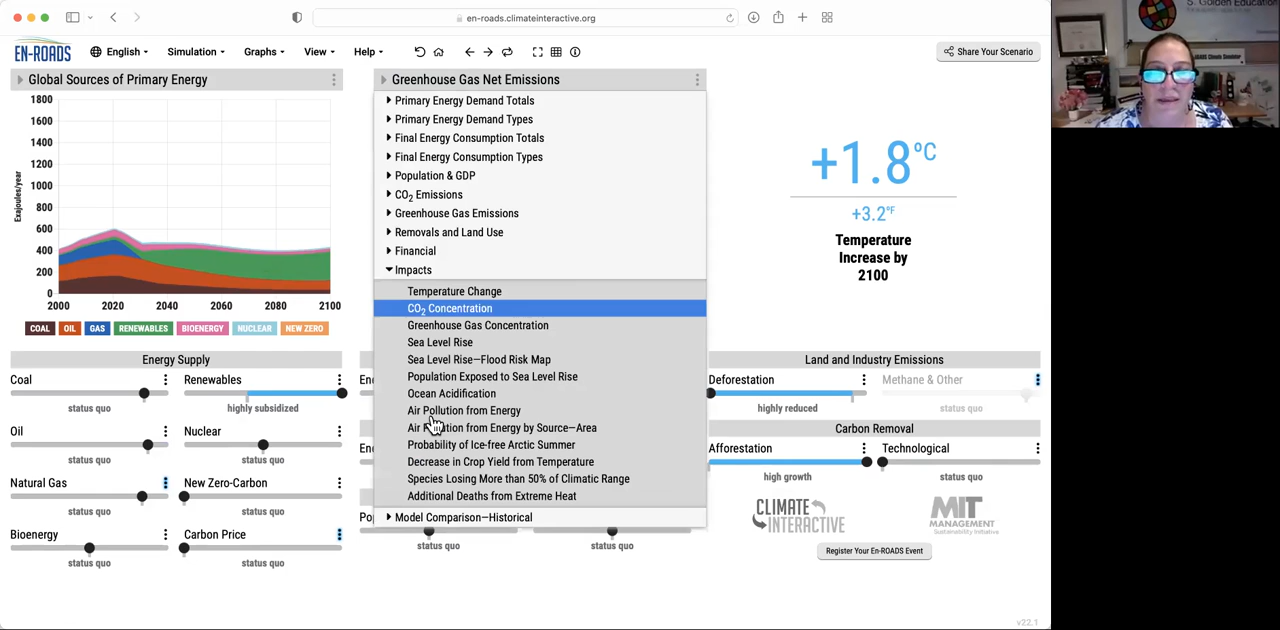 en-roads.climateinteractive.org
EN-ROADS
English
Simulation
Graphs
View
Help
Share Your Scenario
Global Sources of Primary Energy
Exajoules/year
1800
1600
1400
1200
1000
800
600
400
200
0
2000 2020 2040 2060 2080 2100
COAL OIL GAS RENEWABLES BIOENERGY NUCLEAR NEW ZERO
Greenhouse Gas Net Emissions
Primary Energy Demand Totals
Primary Energy Demand Types
Final Energy Consumption Totals
Final Energy Consumption Types
Population & GDP
CO2 Emissions
Greenhouse Gas Emissions
Removals and Land Use
Financial
Impacts
Temperature Change
CO2 Concentration
Greenhouse Gas Concentration
Sea Level Rise
Sea Level Rise—Flood Risk Map
Population Exposed to Sea Level Rise
Ocean Acidification
Air Pollution from Energy
Air Pollution from Energy by Source—Area
Probability of Ice-free Arctic Summer
Decrease in Crop Yield from Temperature
Species Losing More than 50% of Climatic Range
Additional Deaths from Extreme Heat
Model Comparison—Historical
+1.8°C
+3.2°F
Temperature
Increase by
2100
Energy Supply
Coal
status quo
Renewables
highly subsidized
Oil
status quo
Nuclear
status quo
Natural Gas
status quo
New Zero-Carbon
status quo
Bioenergy
status quo
Carbon Price
status quo
status quo
status quo
Land and Industry Emissions
Deforestation
highly reduced
Methane & Other
status quo
Carbon Removal
Afforestation
high growth
Technological
status quo
CLIMATE
INTERACTIVE
MIT
MANAGEMENT
Sustainability Initiative
Register Your En-ROADS Event
v22.1
S. Golden Education